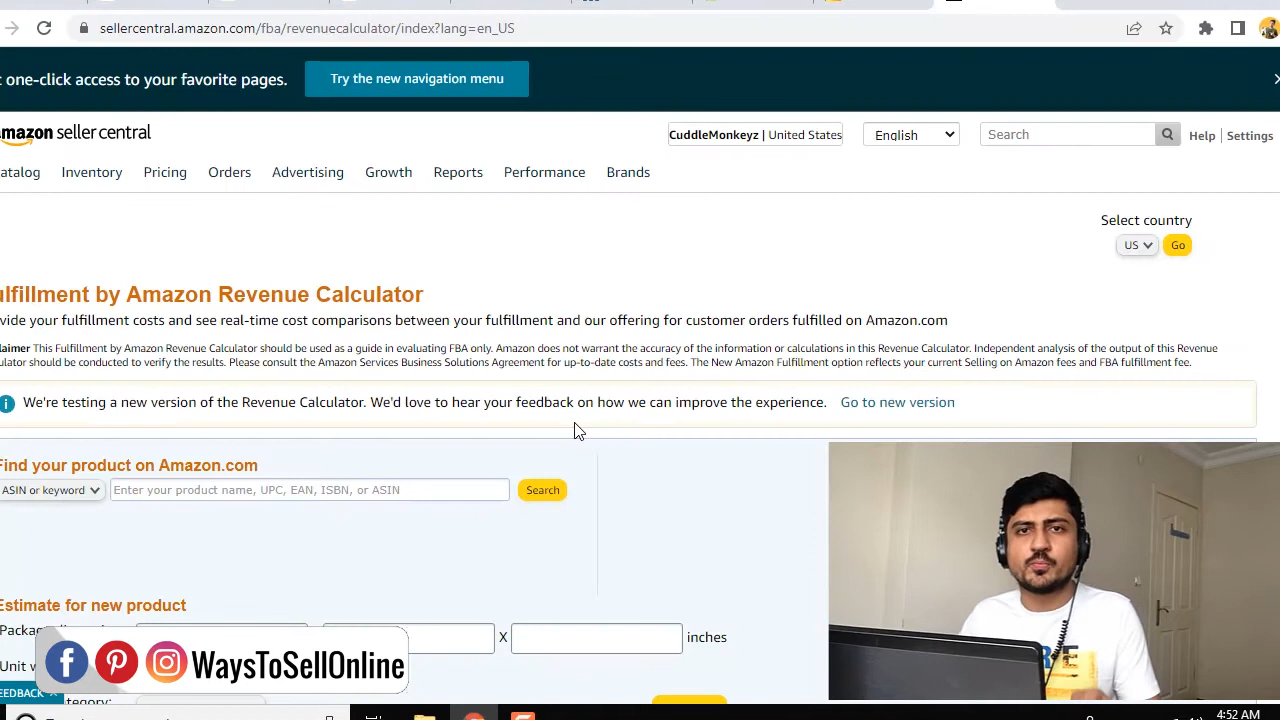 sellercentral.amazon.com/fba/revenuecalculator/index?lang=en_US
t one-click access to your favorite pages. Try the new navigation menu
mazon seller central CuddleMonkeyz | United States English Search Help | Settings
atalog Inventory Pricing Orders Advertising Growth Reports Performance Brands
Select country
US Go
ulfillment by Amazon Revenue Calculator
vide your fulfillment costs and see real-time cost comparisons between your fulfillment and our offering for customer orders fulfilled on Amazon.com
laimer This Fulfillment by Amazon Revenue Calculator should be used as a guide in evaluating FBA only. Amazon does not warrant the accuracy of the information or calculations in this Revenue Calculator. Independent analysis of the output of this Revenue
ulator should be conducted to verify the results. Please consult the Amazon Services Business Solutions Agreement for up-to-date costs and fees. The New Amazon Fulfillment option reflects your current Selling on Amazon fees and FBA fulfillment fee.
i We're testing a new version of the Revenue Calculator. We'd love to hear your feedback on how we can improve the experience. Go to new version
Find your product on Amazon.com
ASIN or keyword Enter your product name, UPC, EAN, ISBN, or ASIN Search
Estimate for new product
Packa X inches
Unit w
WaysToSellOnline
EEDBACK
tegory:
4:52 AM